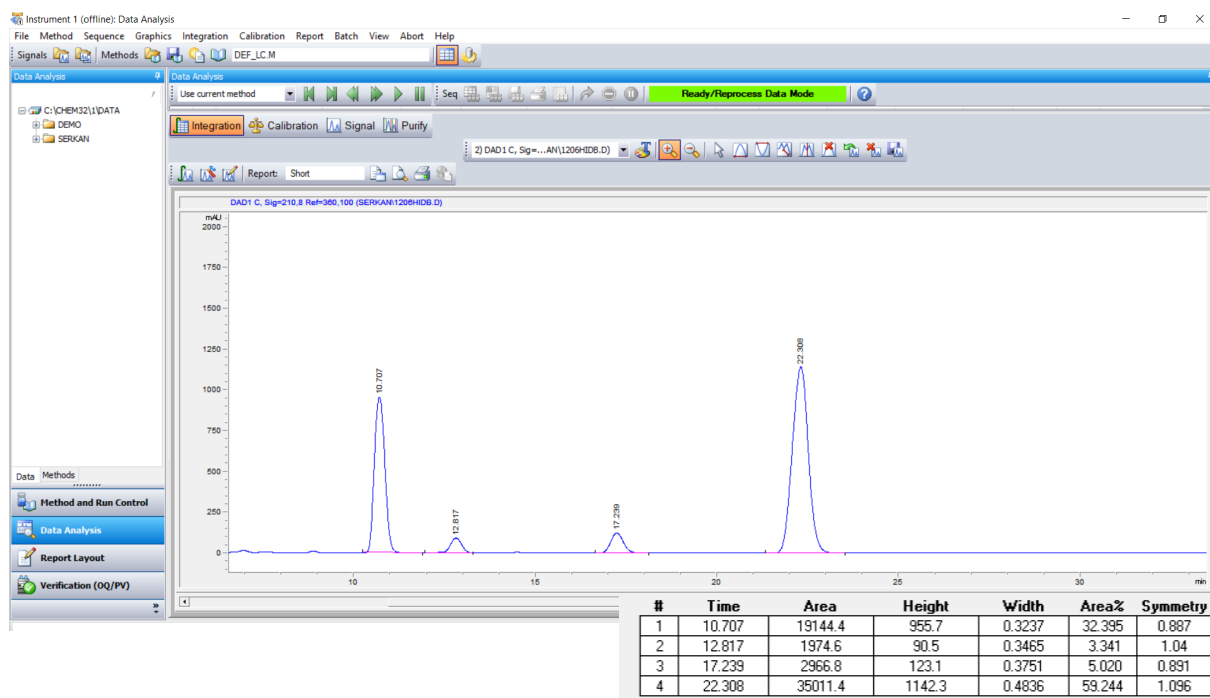 Instrument 1 (offline): Data Analysis
File Method Sequence Graphics Integration Calibration Report Batch View Abort Help
Signals Methods DEF_LC.M
Data Analysis
C:\CHEM32\1\DATA
DEMO
SERKAN
Data Methods
Method and Run Control
Data Analysis
Report Layout
Verification (OQ/PV)
Data Analysis
Use current method Seq Ready/Reprocess Data Mode
Integration Calibration Signal Purify
2) DAD1 C, Sig=...AN\1206HIDB.D)
Report: Short
DAD1 C, Sig=210,8 Ref=360,100 (SERKAN\1206HIDB.D)
mAU
2000
1750
1500
1250
1000
750
500
250
0
10.707
12.817
17.239
22.308
10 15 20 25 30 min
# Time Area Height Width Area% Symmetry
1 10.707 19144.4 955.7 0.3237 32.395 0.887
2 12.817 1974.6 90.5 0.3465 3.341 1.04
3 17.239 2966.8 123.1 0.3751 5.020 0.891
4 22.308 35011.4 1142.3 0.4836 59.244 1.096